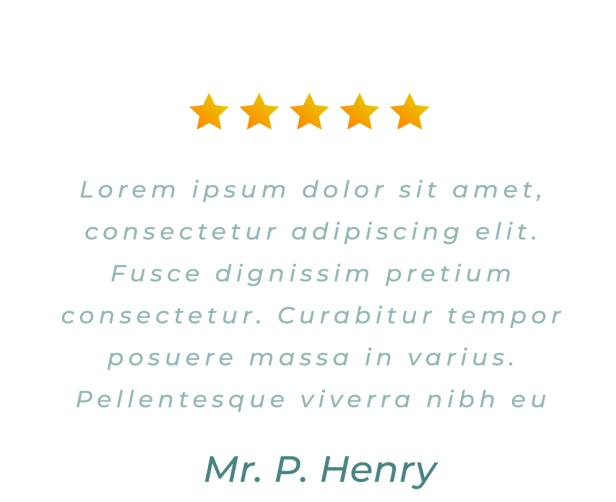 Lorem ipsum dolor sit amet,
consectetur adipiscing elit.
Fusce dignissim pretium
consectetur. Curabitur tempor
posuere massa in varius.
Pellentesque viverra nibh eu
Mr. P. Henry